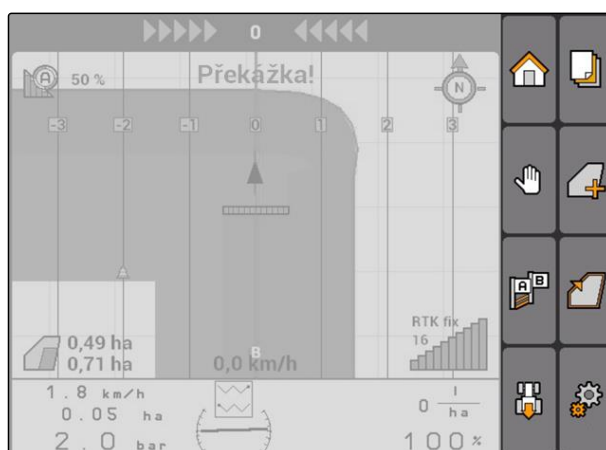 0
A
50 %
Překážka!
N
-3 -2 -1 0 1 2 3
A B
RTK fix
16
0,49 ha
0,71 ha
0,0 km/h
B
1.8 km/h
0.05 ha
2.0 bar
0 l
ha
100 %